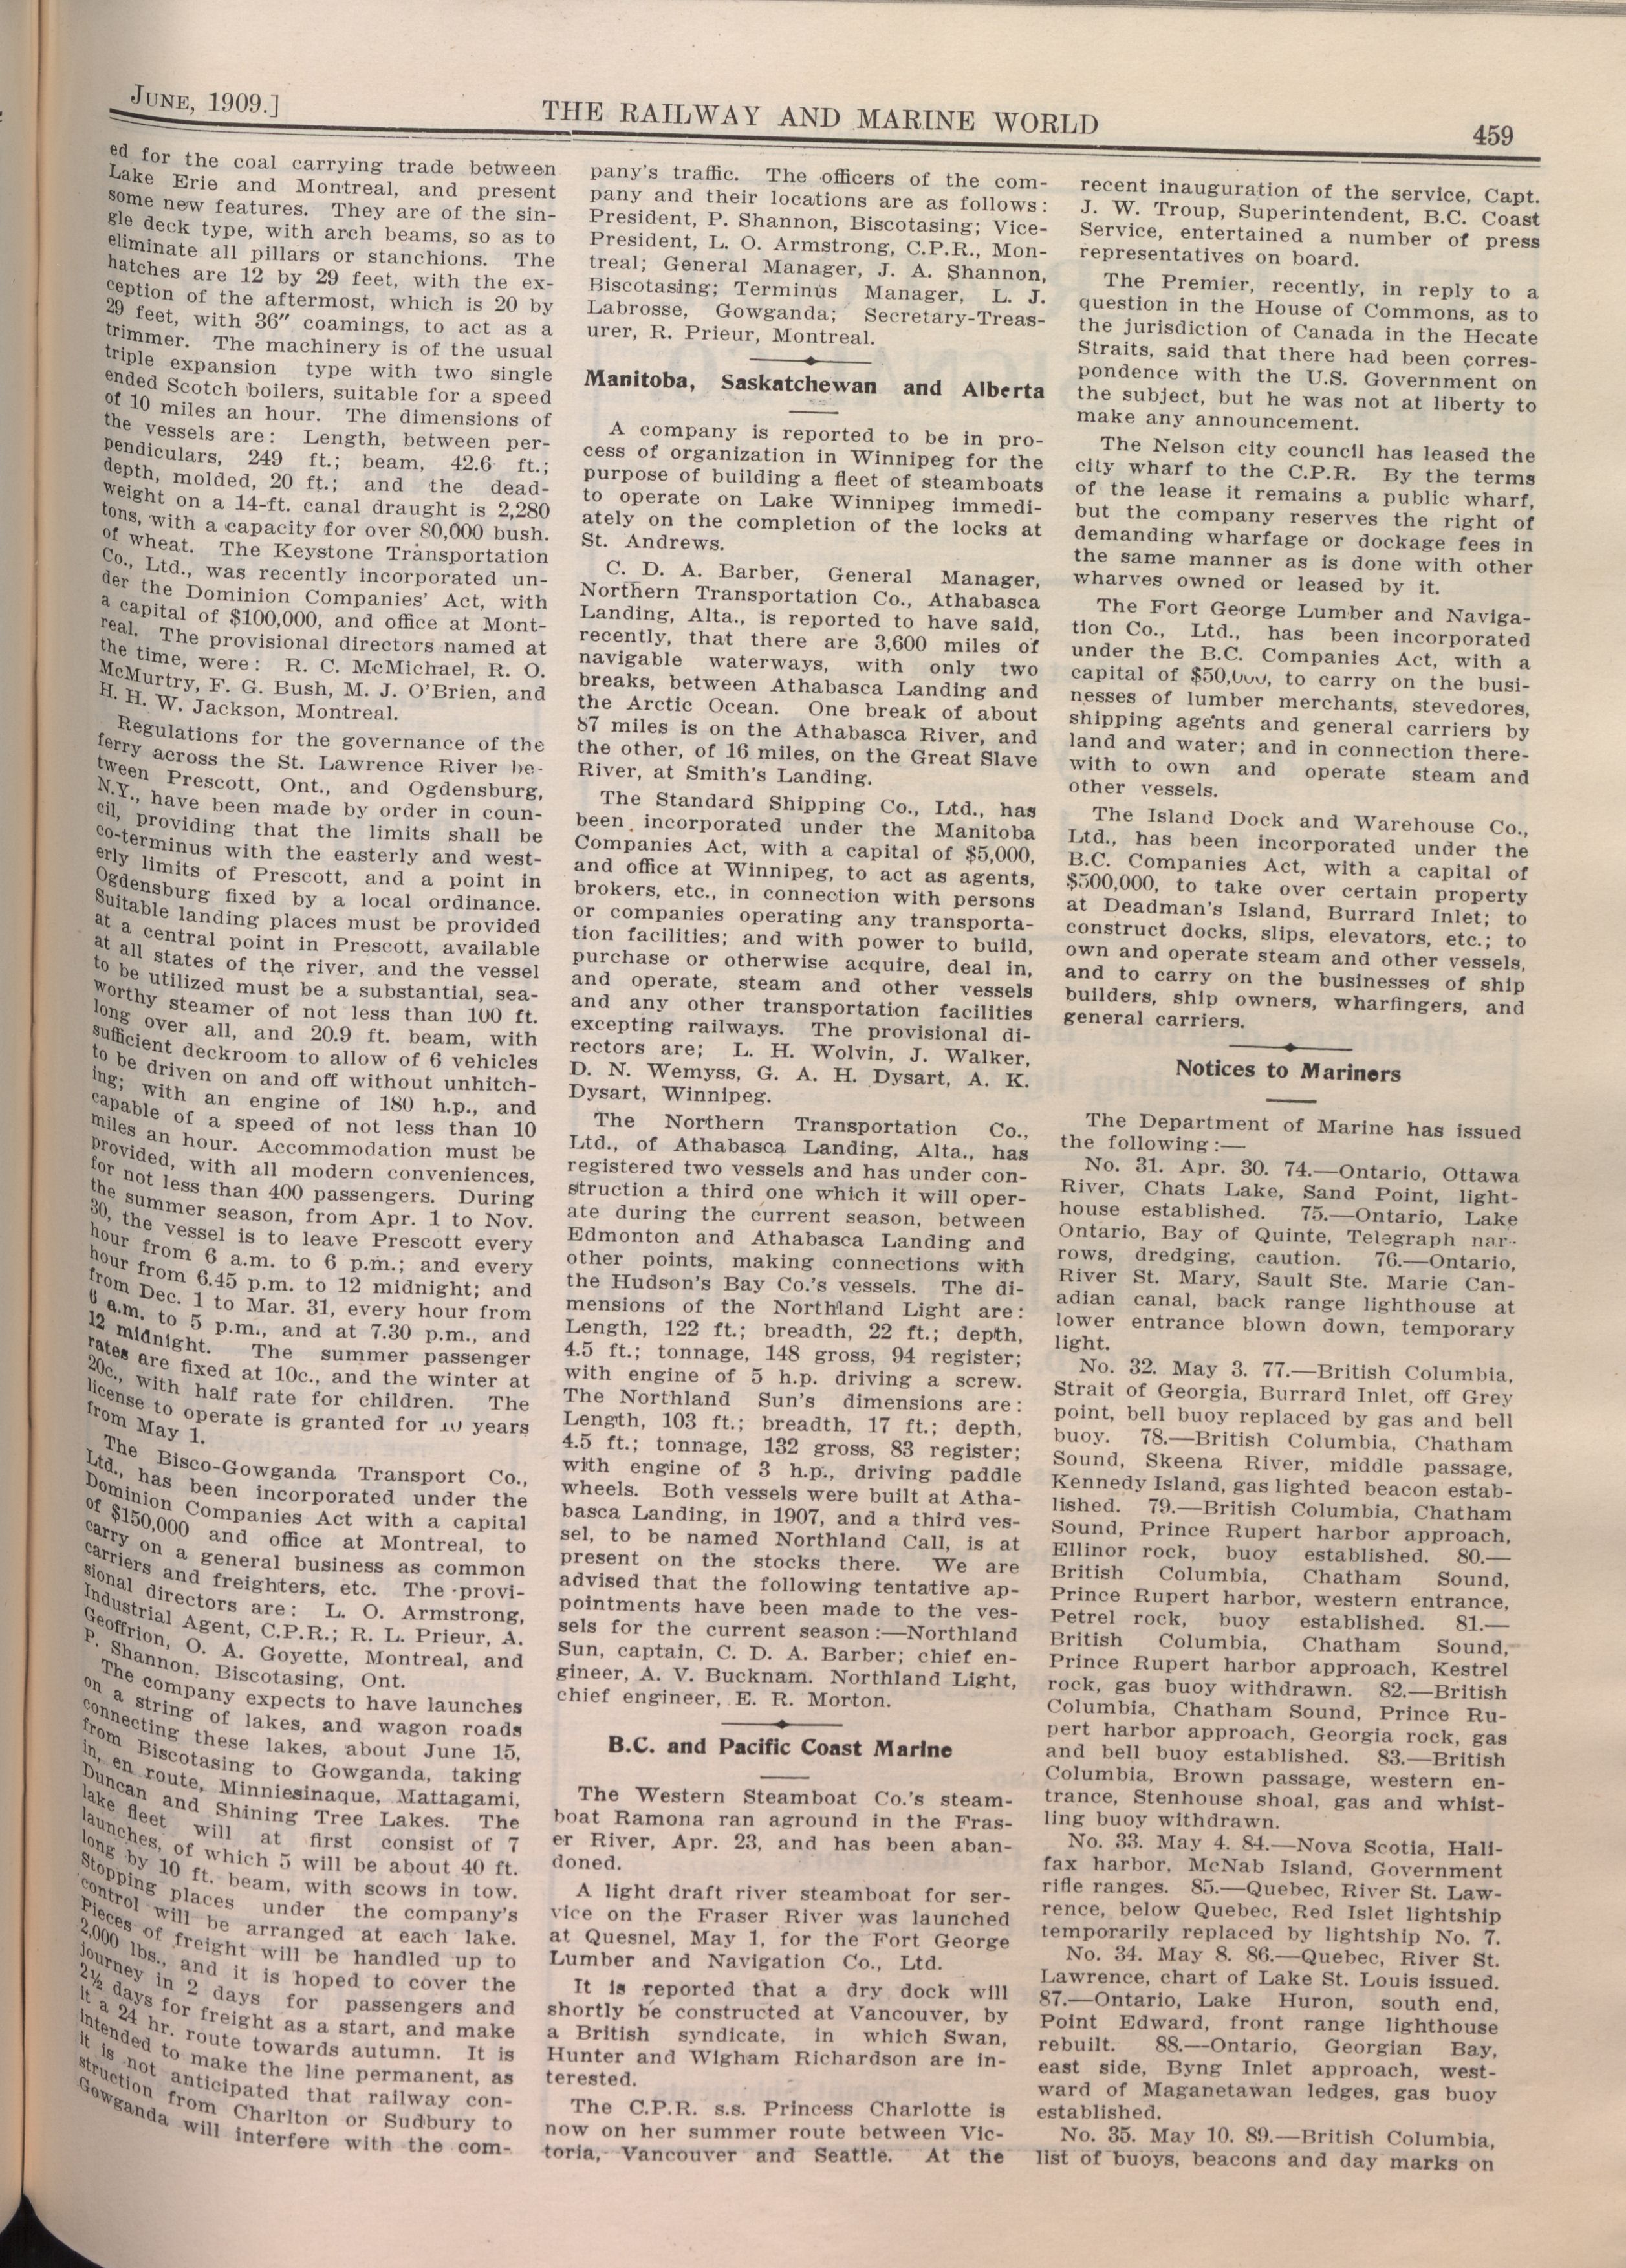 JUNE, 1909.]
THE RAILWAY AND MARINE WORLD
459
ed for the coal carrying trade between
Lake Erie and Montreal, and present
some new features. They are of the sin-
gle deck type, with arch beams, so as to
eliminate all pillars or stanchions. The
hatches are 12 by 29 feet, with the ex-
ception of the aftermost, which is 20 by
29 feet, with 36" coamings, to act as a
trimmer. The machinery is of the usual
triple expansion type with two single
ended Scotch boilers, suitable for a speed
of 10 miles an hour. The dimensions of
the vessels are: Length, between per-
pendiculars, 249 ft.; beam, 42.6 ft.;
depth, molded, 20 ft.; and the dead-
weight on a 14-ft. canal draught is 2,280
tons, with a capacity for over 80,000 bush.
of wheat. The Keystone Transportation
Co., Ltd., was recently incorporated un-
der the Dominion Companies' Act, with
a capital of $100,000, and office at Mont-
real. The provisional directors named at
the time, were: R. C. McMichael, R. O.
McMurtry, F. G. Bush, M. J. O'Brien, and
H. H. W. Jackson, Montreal.
Regulations for the governance of the
ferry across the St. Lawrence River be-
tween Prescott, Ont., and Ogdensburg,
N.Y., have been made by order in coun-
cil, providing that the limits shall be
co-terminus with the easterly and west-
erly limits of Prescott, and a point in
Ogdensburg fixed by a local ordinance.
Suitable landing places must be provided
at a central point in Prescott, available
at all states of the river, and the vessel
to be utilized must be a substantial, sea-
worthy steamer of not less than 100 ft.
long over all, and 20.9 ft. beam, with
sufficient deckroom to allow of 6 vehicles
to be driven on and off without unhitch-
ing; with an engine of 180 h.p., and
capable of a speed of not less than 10
miles an hour. Accommodation must be
provided, with all modern conveniences,
for not less than 400 passengers. During
the summer season, from Apr. 1 to Nov.
30, the vessel is to leave Prescott every
hour from 6 a.m. to 6 p.m.; and every
hour from 6.45 p.m. to 12 midnight; and
from Dec. 1 to Mar. 31, every hour from
6 a.m. to 5 p.m., and at 7.30 p.m., and
12 midnight. The summer passenger
rates are fixed at 10c., and the winter at
20c., with half rate for children. The
license to operate is granted for 10 years
from May 1.
The Bisco-Gowganda Transport Co.,
Ltd., has been incorporated under the
Dominion Companies Act with a capital
of $150,000 and office at Montreal, to
carry on a general business as common
carriers and freighters, etc. The provi-
sional directors are: L. O. Armstrong,
Industrial Agent, C.P.R.; R. L. Prieur, A.
Geoffrion, O. A. Goyette, Montreal, and
P. Shannon, Biscotasing, Ont.
The company expects to have launches
on a string of lakes, and wagon roads
connecting these lakes, about June 15,
from Biscotasing to Gowganda, taking
in, en route, Minniesinaque, Mattagami,
Duncan and Shining Tree Lakes. The
lake fleet will at first consist of 7
launches, of which 5 will be about 40 ft.
long by 10 ft. beam, with scows in tow.
Stopping places under the company's
control will be arranged at each lake.
Pieces of freight will be handled up to
2,000 lbs., and it is hoped to cover the
journey in 2 days for passengers and
2½ days for freight as a start, and make
it a 24 hr. route towards autumn. It is
intended to make the line permanent, as
it is not anticipated that railway con-
struction from Charlton or Sudbury to
Gowganda will interfere with the com-
pany's traffic. The officers of the com-
pany and their locations are as follows:
President, P. Shannon, Biscotasing; Vice-
President, L. O. Armstrong, C.P.R., Mon-
treal; General Manager, J. A. Shannon,
Biscotasing; Terminus Manager, L. J.
Labrosse, Gowganda; Secretary-Treas-
urer, R. Prieur, Montreal.
Manitoba, Saskatchewan and Alberta
A company is reported to be in pro-
cess of organization in Winnipeg for the
purpose of building a fleet of steamboats
to operate on Lake Winnipeg immedi-
ately on the completion of the locks at
St. Andrews.
C. D. A. Barber, General Manager,
Northern Transportation Co., Athabasca
Landing, Alta., is reported to have said,
recently, that there are 3,600 miles of
navigable waterways, with only two
breaks, between Athabasca Landing and
the Arctic Ocean. One break of about
87 miles is on the Athabasca River, and
the other, of 16 miles, on the Great Slave
River, at Smith's Landing.
The Standard Shipping Co., Ltd., has
been incorporated under the Manitoba
Companies Act, with a capital of $5,000,
and office at Winnipeg, to act as agents,
brokers, etc., in connection with persons
or companies operating any transporta-
tion facilities; and with power to build,
purchase or otherwise acquire, deal in,
and operate, steam and other vessels
and any other transportation facilities
excepting railways. The provisional di-
rectors are; L. H. Wolvin, J. Walker,
D. N. Wemyss, G. A. H. Dysart, A. K.
Dysart, Winnipeg.
The Northern Transportation Co.,
Ltd., of Athabasca Landing, Alta., has
registered two vessels and has under con-
struction a third one which it will oper-
ate during the current season, between
Edmonton and Athabasca Landing and
other points, making connections with
the Hudson's Bay Co.'s vessels. The di-
mensions of the Northland Light are:
Length, 122 ft.; breadth, 22 ft.; depth,
4.5 ft.; tonnage, 148 gross, 94 register;
with engine of 5 h.p. driving a screw.
The Northland Sun's dimensions are:
Length, 103 ft.; breadth, 17 ft.; depth,
4.5 ft.; tonnage, 132 gross, 83 register;
with engine of 3 h.p., driving paddle
wheels. Both vessels were built at Atha-
basca Landing, in 1907, and a third ves-
sel, to be named Northland Call, is at
present on the stocks there. We are
advised that the following tentative ap-
pointments have been made to the ves-
sels for the current season:—Northland
Sun, captain, C. D. A. Barber; chief en-
gineer, A. V. Bucknam. Northland Light,
chief engineer, E. R. Morton.
B.C. and Pacific Coast Marine
The Western Steamboat Co.'s steam-
boat Ramona ran aground in the Fras-
er River, Apr. 23, and has been aban-
doned.
A light draft river steamboat for ser-
vice on the Fraser River was launched
at Quesnel, May 1, for the Fort George
Lumber and Navigation Co., Ltd.
It is reported that a dry dock will
shortly be constructed at Vancouver, by
a British syndicate, in which Swan,
Hunter and Wigham Richardson are in-
terested.
The C.P.R. s.s. Princess Charlotte is
now on her summer route between Vic-
toria, Vancouver and Seattle. At the
recent inauguration of the service, Capt.
J. W. Troup, Superintendent, B.C. Coast
Service, entertained a number of press
representatives on board.
The Premier, recently, in reply to a
question in the House of Commons, as to
the jurisdiction of Canada in the Hecate
Straits, said that there had been corres-
pondence with the U.S. Government on
the subject, but he was not at liberty to
make any announcement.
The Nelson city council has leased the
city wharf to the C.P.R. By the terms
of the lease it remains a public wharf,
but the company reserves the right of
demanding wharfage or dockage fees in
the same manner as is done with other
wharves owned or leased by it.
The Fort George Lumber and Naviga-
tion Co., Ltd., has been incorporated
under the B.C. Companies Act, with a
capital of $50,000, to carry on the busi-
nesses of lumber merchants, stevedores,
shipping agents and general carriers by
land and water; and in connection there-
with to own and operate steam and
other vessels.
The Island Dock and Warehouse Co.,
Ltd., has been incorporated under the
B.C. Companies Act, with a capital of
$500,000, to take over certain property
at Deadman's Island, Burrard Inlet; to
construct docks, slips, elevators, etc.; to
own and operate steam and other vessels,
and to carry on the businesses of ship
builders, ship owners, wharfingers, and
general carriers.
Notices to Mariners
The Department of Marine has issued
the following:—
No. 31. Apr. 30. 74.—Ontario, Ottawa
River, Chats Lake, Sand Point, light-
house established. 75.—Ontario, Lake
Ontario, Bay of Quinte, Telegraph nar-
rows, dredging, caution. 76.—Ontario,
River St. Mary, Sault Ste. Marie Can-
adian canal, back range lighthouse at
lower entrance blown down, temporary
light.
No. 32. May 3. 77.—British Columbia,
Strait of Georgia, Burrard Inlet, off Grey
point, bell buoy replaced by gas and bell
buoy. 78.—British Columbia, Chatham
Sound, Skeena River, middle passage,
Kennedy Island, gas lighted beacon estab-
lished. 79.—British Columbia, Chatham
Sound, Prince Rupert harbor approach,
Ellinor rock, buoy established. 80.—
British Columbia, Chatham Sound,
Prince Rupert harbor, western entrance,
Petrel rock, buoy established. 81.—
British Columbia, Chatham Sound,
Prince Rupert harbor approach, Kestrel
rock, gas buoy withdrawn. 82.—British
Columbia, Chatham Sound, Prince Ru-
pert harbor approach, Georgia rock, gas
and bell buoy established. 83.—British
Columbia, Brown passage, western en-
trance, Stenhouse shoal, gas and whist-
ling buoy withdrawn.
No. 33. May 4. 84.—Nova Scotia, Hali-
fax harbor, McNab Island, Government
rifle ranges. 85.—Quebec, River St. Law-
rence, below Quebec, Red Islet lightship
temporarily replaced by lightship No. 7.
No. 34. May 8. 86.—Quebec, River St.
Lawrence, chart of Lake St. Louis issued.
87.—Ontario, Lake Huron, south end,
Point Edward, front range lighthouse
rebuilt. 88.—Ontario, Georgian Bay,
east side, Byng Inlet approach, west-
ward of Maganetawan ledges, gas buoy
established.
No. 35. May 10. 89.—British Columbia,
list of buoys, beacons and day marks on